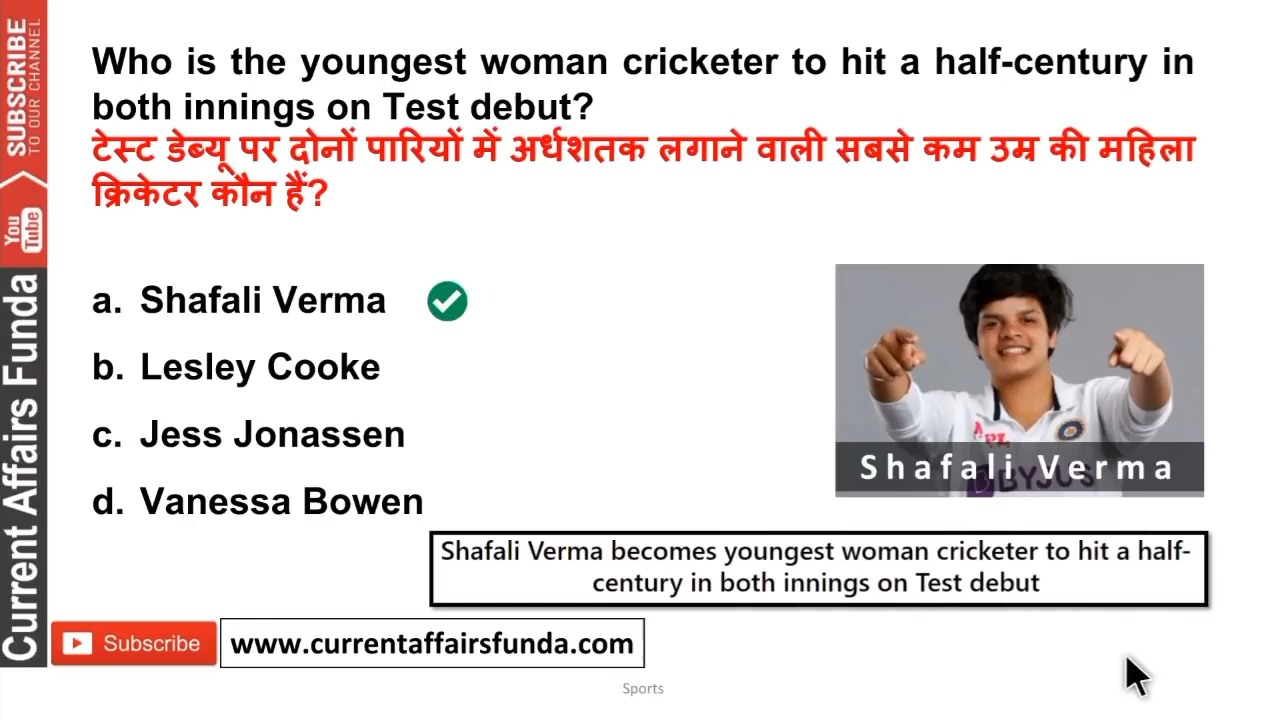 SUBSCRIBE
TO OUR CHANNEL
You
Tube
Current Affairs Funda
Who is the youngest woman cricketer to hit a half-century in
both innings on Test debut?
टेस्ट डेब्यू पर दोनों पारियों में अर्धशतक लगाने वाली सबसे कम उम्र की महिला
क्रिकेटर कौन हैं?
a. Shafali Verma
b. Lesley Cooke
c. Jess Jonassen
d. Vanessa Bowen
BYJUS
Shafali Verma
Shafali Verma becomes youngest woman cricketer to hit a half-
century in both innings on Test debut
Subscribe
www.currentaffairsfunda.com
Sports